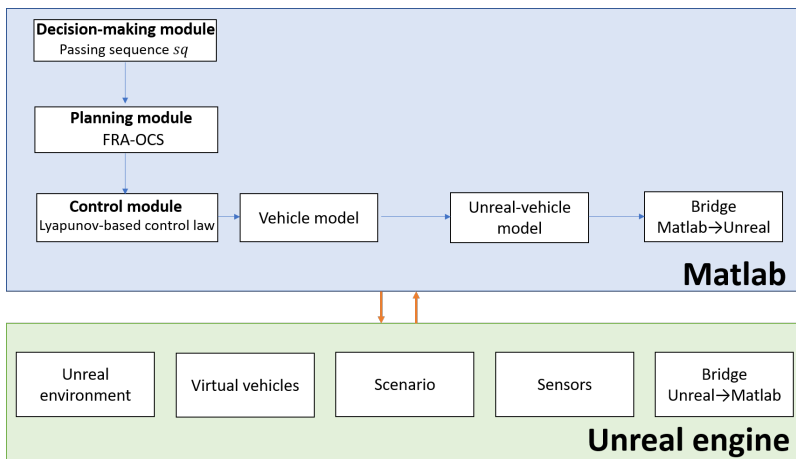 Decision-making module
Passing sequence sq
Planning module
FRA-OCS
Control module
Lyapunov-based control law
Vehicle model
Unreal-vehicle
model
Bridge
Matlab→Unreal
Matlab
Unreal
environment
Virtual vehicles
Scenario
Sensors
Bridge
Unreal→Matlab
Unreal engine